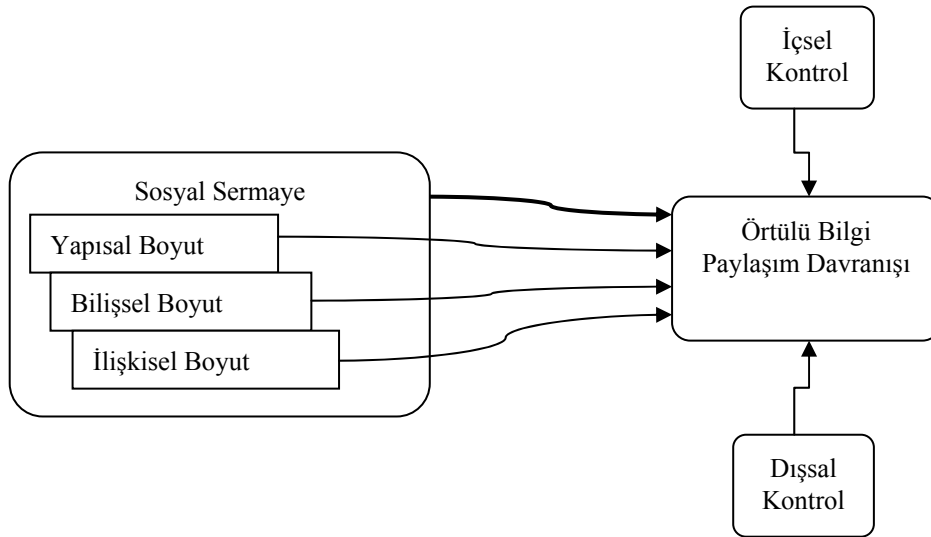 İçsel
Kontrol
Sosyal Sermaye
Yapısal Boyut
Bilişsel Boyut
İlişkisel Boyut
Örtülü Bilgi
Paylaşım Davranışı
Dışsal
Kontrol